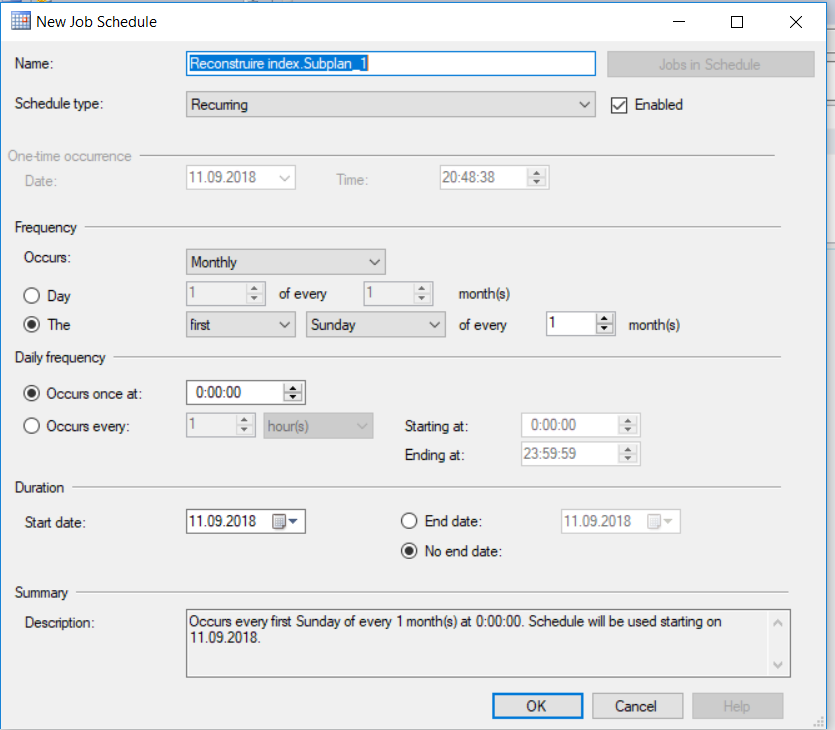 New Job Schedule
Name: Reconstruire index.Subplan_1 Jobs in Schedule
Schedule type: Recurring Enabled
One-time occurrence
Date: 11.09.2018 Time: 20:48:38
Frequency
Occurs: Monthly
Day 1 of every 1 month(s)
The first Sunday of every 1 month(s)
Daily frequency
Occurs once at: 0:00:00
Occurs every: 1 hour(s) Starting at: 0:00:00
Ending at: 23:59:59
Duration
Start date: 11.09.2018 End date: 11.09.2018
No end date:
Summary
Description: Occurs every first Sunday of every 1 month(s) at 0:00:00. Schedule will be used starting on
11.09.2018.
OK Cancel Help